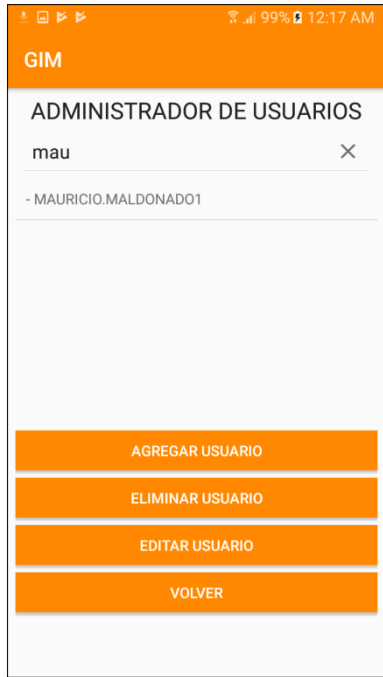 99% 12:17 AM
GIM
ADMINISTRADOR DE USUARIOS
mau
- MAURICIO.MALDONADO1
AGREGAR USUARIO
ELIMINAR USUARIO
EDITAR USUARIO
VOLVER